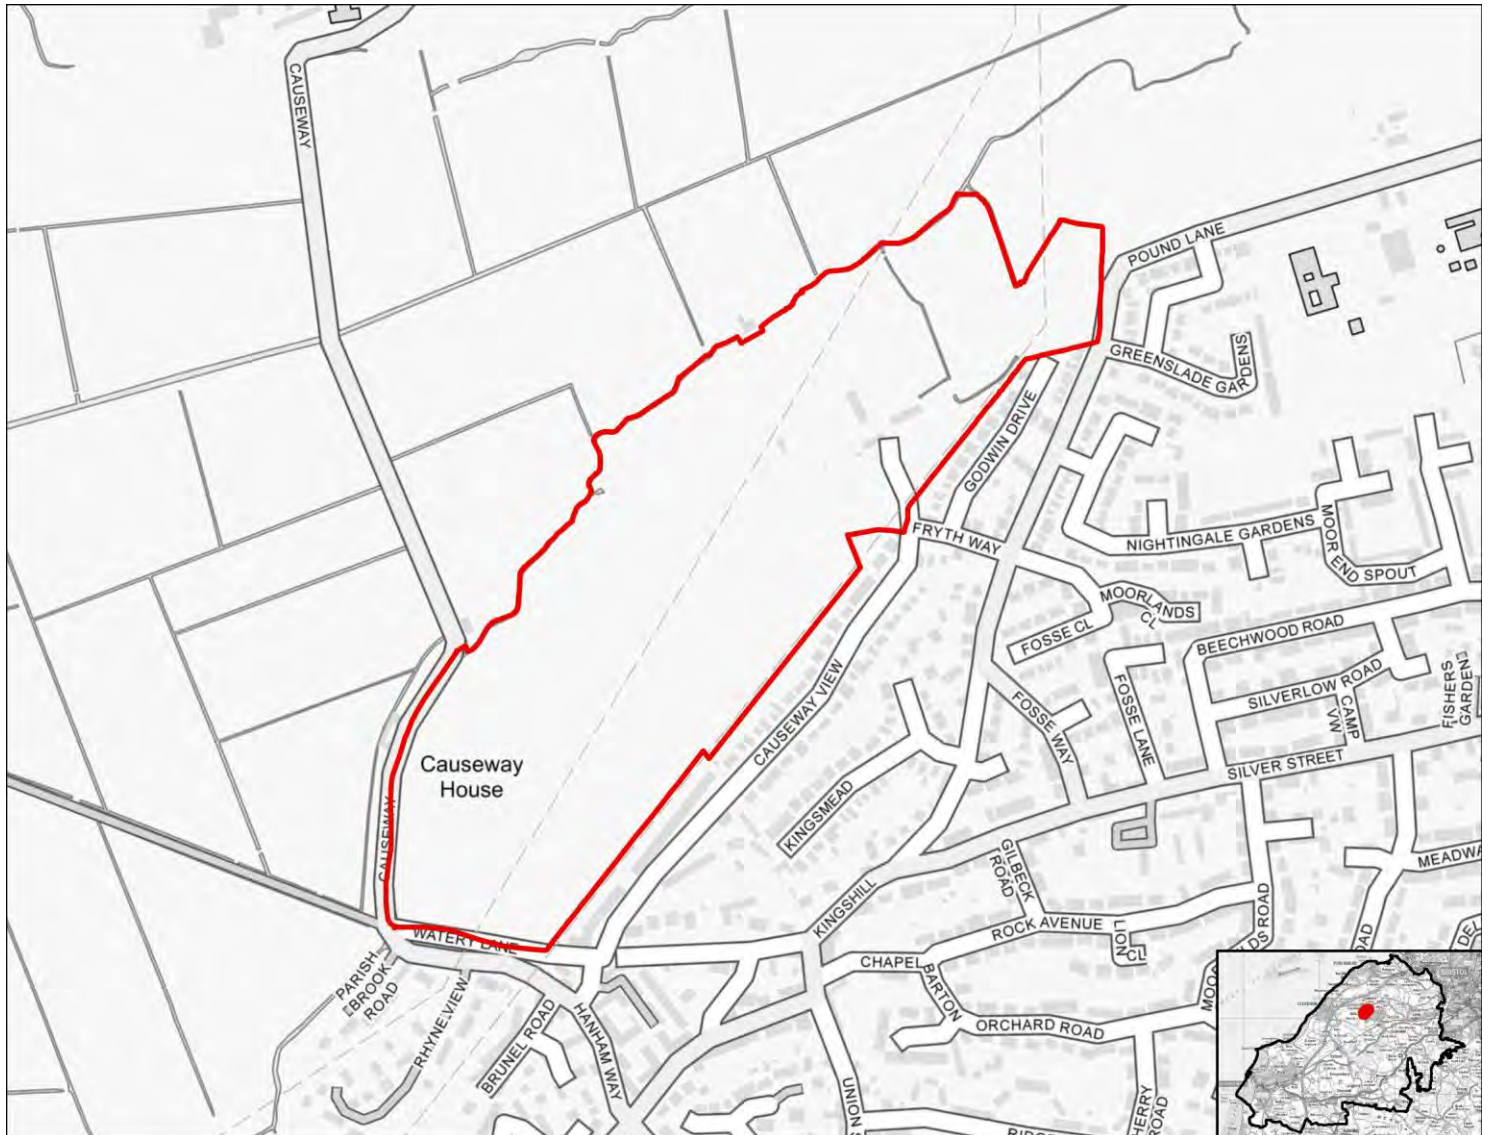 CAUSEWAY
POUND LANE
GREENSLADE GARDENS
GODWIN DRIVE
FRYTH WAY
NIGHTINGALE GARDENS
MOOR END SPOUT
MOORLANDS
CL
FOSSE CL
BEECHWOOD ROAD
SILVERLOW ROAD
CAMP
VW
FISHERS
GARDEN
FOSSE WAY
FOSSE LANE
SILVER STREET
CAUSEWAY VIEW
Causeway
House
CAUSEWAY
KINGSMEAD
GILBECK
ROAD
MEADWA
KINGSHILL
ROCK AVENUE
LION
CL
WATERY LANE
CHAPEL
BARTON
ORCHARD ROAD
PARISH
BROOK
ROAD
RHYNE VIEW
BRUNEL ROAD
HANHAM WAY
UNION S
HERRY
ROAD
OAD
DEL